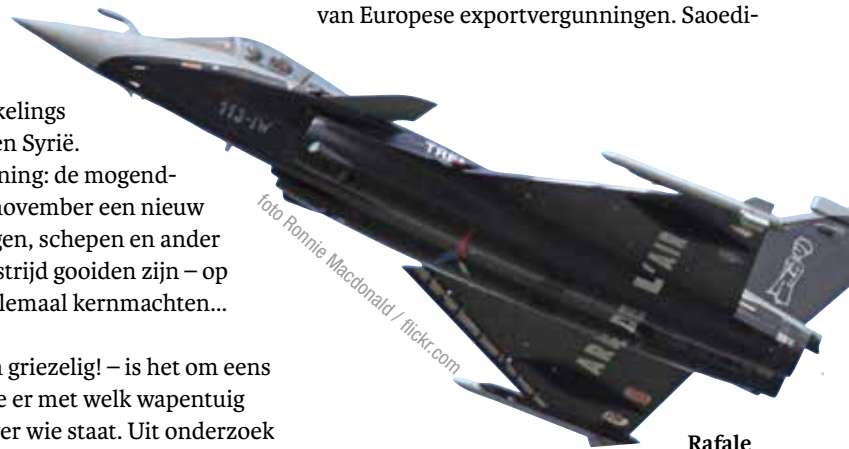 van Europese exportvergunningen. Saoedi-
kelings
en Syrië.
ning: de mogend-
november een nieuw
gen, schepen en ander
strijd gooiden zijn – op
lemaal kernmachten...
n griezelig! – is het om eens
e er met welk wapentuig
er wie staat. Uit onderzoek
foto Ronnie Macdonald / flickr.com
113-IW
L'AIR
Rafale